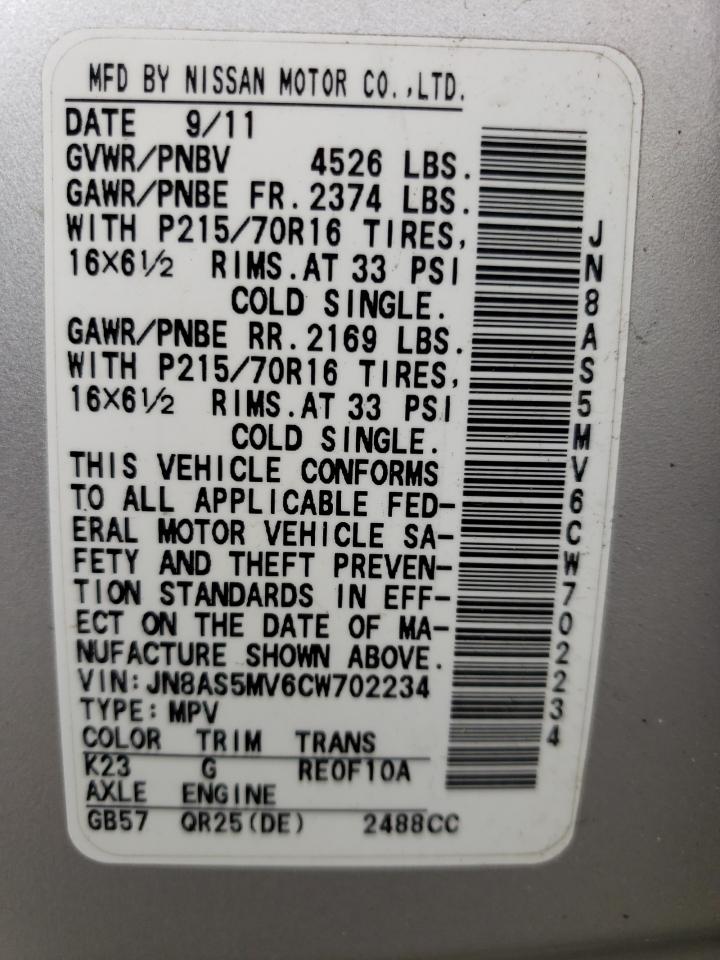 MFD BY NISSAN MOTOR CO.,LTD.
DATE 9/11
GVWR/PNBV 4526 LBS.
GAWR/PNBE FR. 2374 LBS.
WITH P215/70R16 TIRES,
16X6½ RIMS. AT 33 PSI
COLD SINGLE.
GAWR/PNBE RR. 2169 LBS.
WITH P215/70R16 TIRES,
16X6½ RIMS. AT 33 PSI
COLD SINGLE.
THIS VEHICLE CONFORMS
TO ALL APPLICABLE FED-
ERAL MOTOR VEHICLE SA-
FETY AND THEFT PREVEN-
TION STANDARDS IN EFF-
ECT ON THE DATE OF MA-
NUFACTURE SHOWN ABOVE.
VIN: JN8AS5MV6CW702234
TYPE: MPV
COLOR TRIM TRANS
K23 G RE0F10A
AXLE ENGINE
GB57 QR25(DE) 2488CC
JN8AS5MV6CW702234